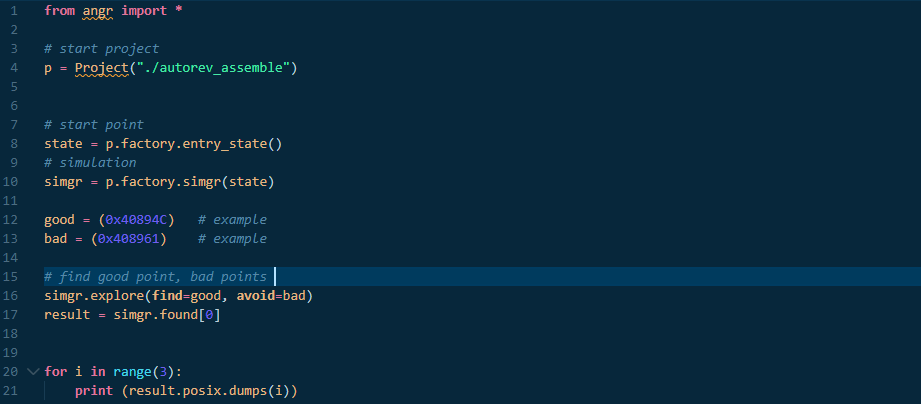 1 from angr import *
2
3 # start project
4 p = Project("./autorev_assemble")
5
6
7 # start point
8 state = p.factory.entry_state()
9 # simulation
10 simgr = p.factory.simgr(state)
11
12 good = (0x40894C)   # example
13 bad = (0x408961)    # example
14
15 # find good point, bad points
16 simgr.explore(find=good, avoid=bad)
17 result = simgr.found[0]
18
19
20 for i in range(3):
21     print (result.posix.dumps(i))